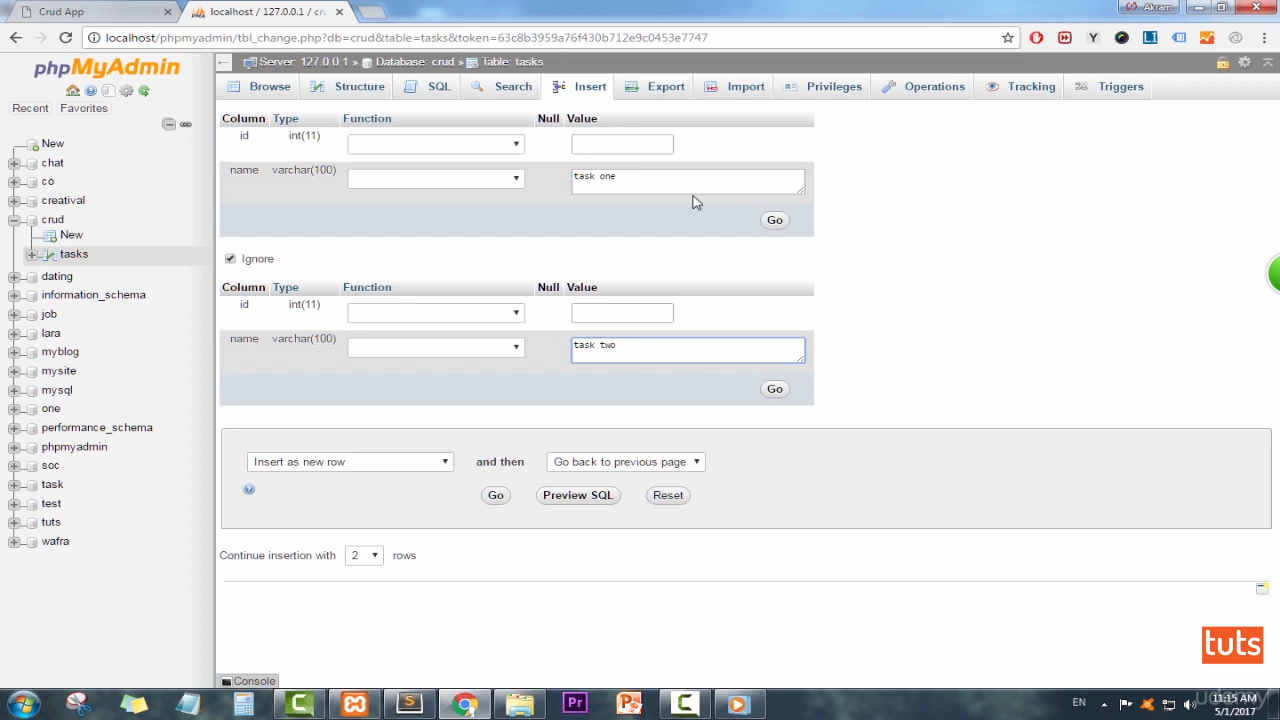 Crud App
localhost / 127.0.0.1 / cru
Akram
localhost/phpmyadmin/tbl_change.php?db=crud&table=tasks&token=63c8b3959a76f430b712e9c0453e7747
phpMyAdmin
Recent Favorites
New
chat
co
creatival
crud
New
tasks
dating
information_schema
job
lara
myblog
mysite
mysql
one
performance_schema
phpmyadmin
soc
task
test
tuts
wafra
Server: 127.0.0.1 » Database: crud » Table: tasks
Browse Structure SQL Search Insert Export Import Privileges Operations Tracking Triggers
Column Type Function Null Value
id int(11)
name varchar(100) task one
Go
Ignore
Column Type Function Null Value
id int(11)
name varchar(100) task two
Go
Insert as new row and then Go back to previous page
Go Preview SQL Reset
Continue insertion with 2 rows
Console
tuts
EN
11:15 AM
5/1/2017